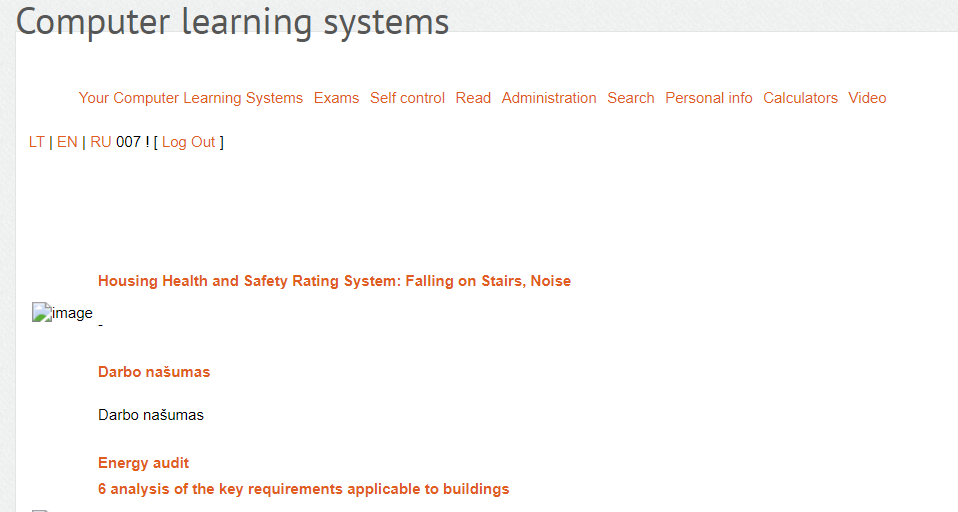 Computer learning systems
Your Computer Learning Systems Exams Self control Read Administration Search Personal info Calculators Video
LT | EN | RU 007 ! [ Log Out ]
Housing Health and Safety Rating System: Falling on Stairs, Noise
image -
Darbo našumas
Darbo našumas
Energy audit
6 analysis of the key requirements applicable to buildings